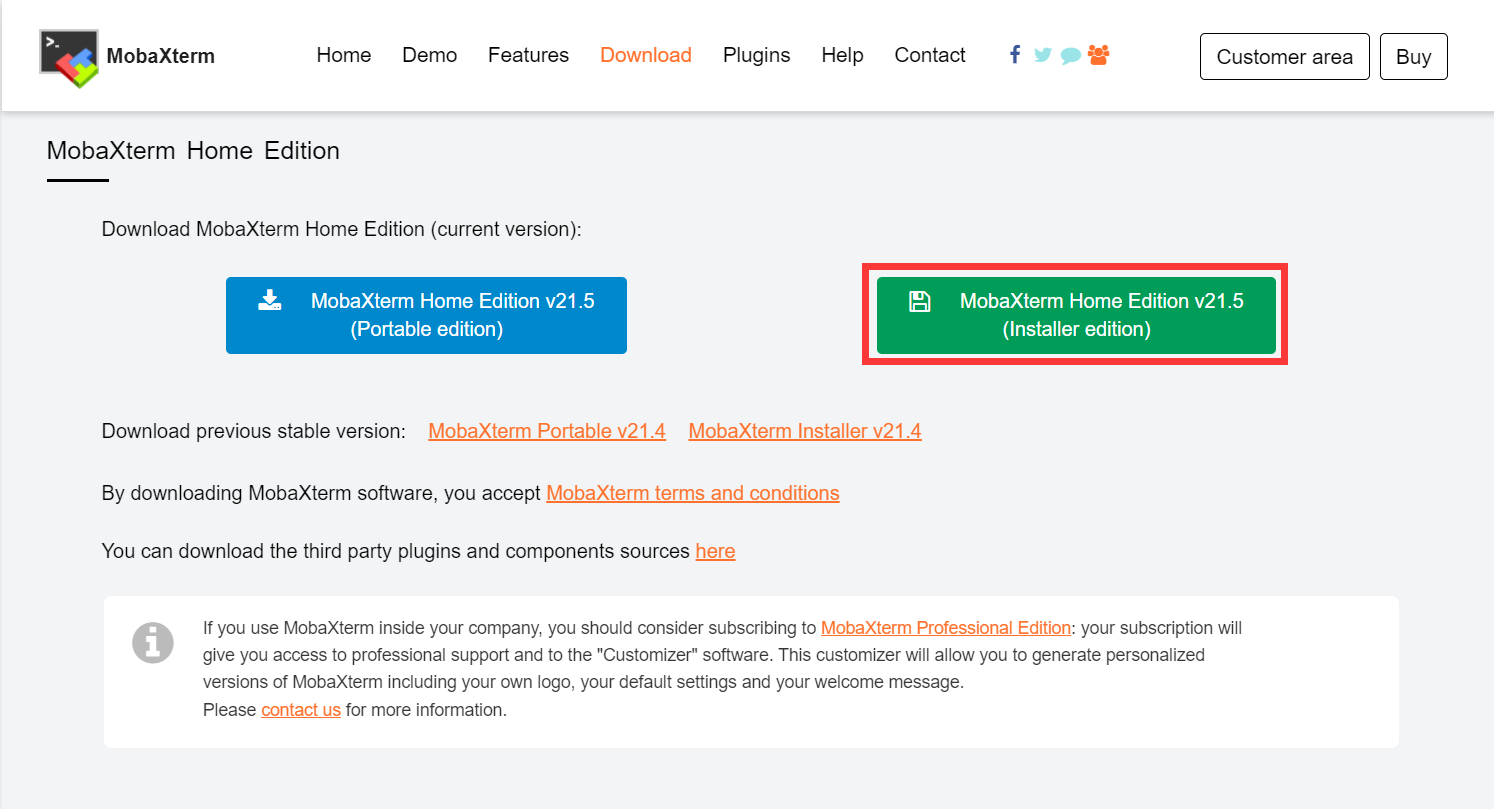 MobaXterm
Home Demo Features Download Plugins Help Contact
Customer area Buy
MobaXterm Home Edition
Download MobaXterm Home Edition (current version):
MobaXterm Home Edition v21.5
(Portable edition)
MobaXterm Home Edition v21.5
(Installer edition)
Download previous stable version: MobaXterm Portable v21.4 MobaXterm Installer v21.4
By downloading MobaXterm software, you accept MobaXterm terms and conditions
You can download the third party plugins and components sources here
If you use MobaXterm inside your company, you should consider subscribing to MobaXterm Professional Edition: your subscription will
give you access to professional support and to the "Customizer" software. This customizer will allow you to generate personalized
versions of MobaXterm including your own logo, your default settings and your welcome message.
Please contact us for more information.